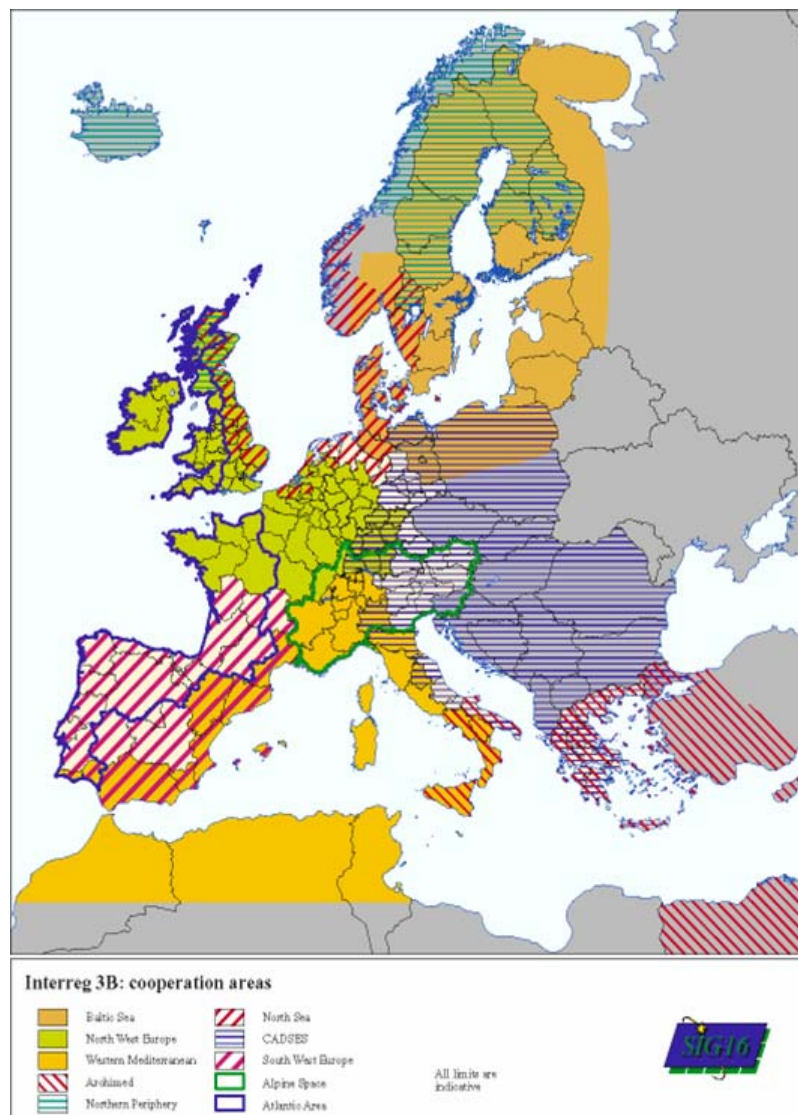 Interreg 3B: cooperation areas
Baltic Sea
North West Europe
Western Mediterranean
Archimed
Northern Periphery
North Sea
CADSES
South West Europe
Alpine Space
Atlantic Area
All limits are
indicative
SIG16